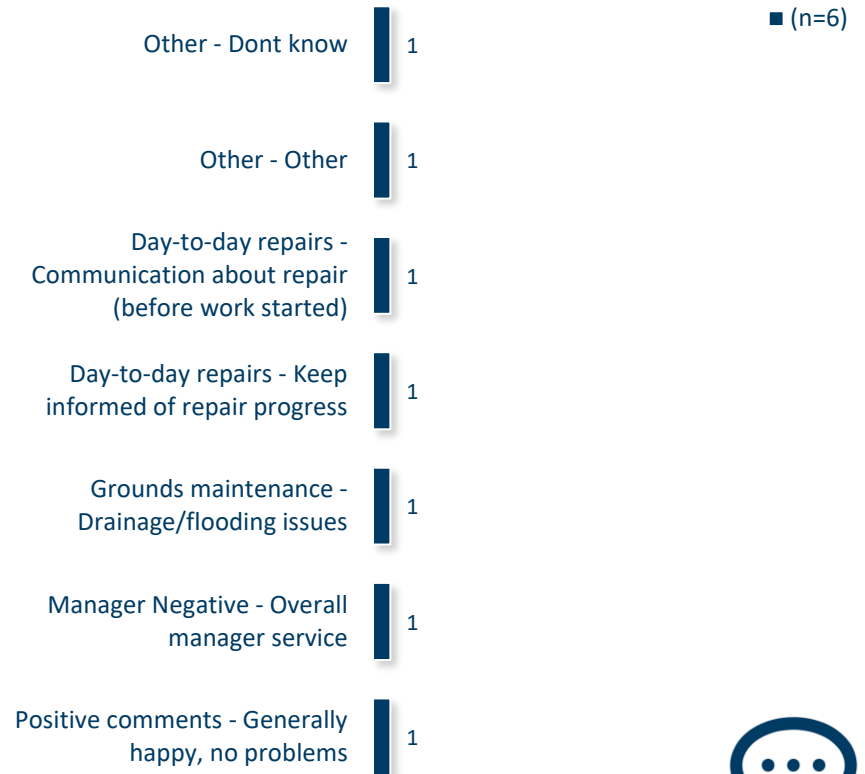 (n=6)
Other - Dont know
1
Other - Other
1
Day-to-day repairs -
Communication about repair
(before work started)
1
Day-to-day repairs - Keep
informed of repair progress
1
Grounds maintenance -
Drainage/flooding issues
1
Manager Negative - Overall
manager service
1
Positive comments - Generally
happy, no problems
1